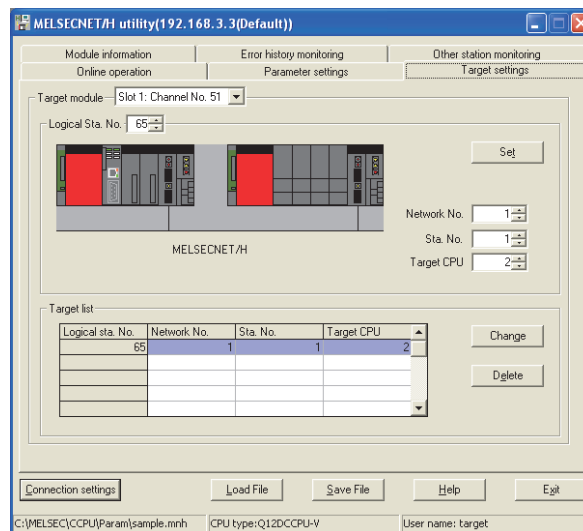 MELSECNET/H utility(192.168.3.3(Default))
Module information Error history monitoring Other station monitoring
Online operation Parameter settings Target settings
Target module Slot 1: Channel No. 51
Logical Sta. No. 65
Set
Network No. 1
Sta. No. 1
Target CPU 2
MELSECNET/H
Target list
Logical sta. No. Network No. Sta. No. Target CPU
65 1 1 2
Change
Delete
Connection settings Load File Save File Help Exit
C:\MELSEC\CCPU\Param\sample.mnh CPU type:Q12DCCPU-V User name: target